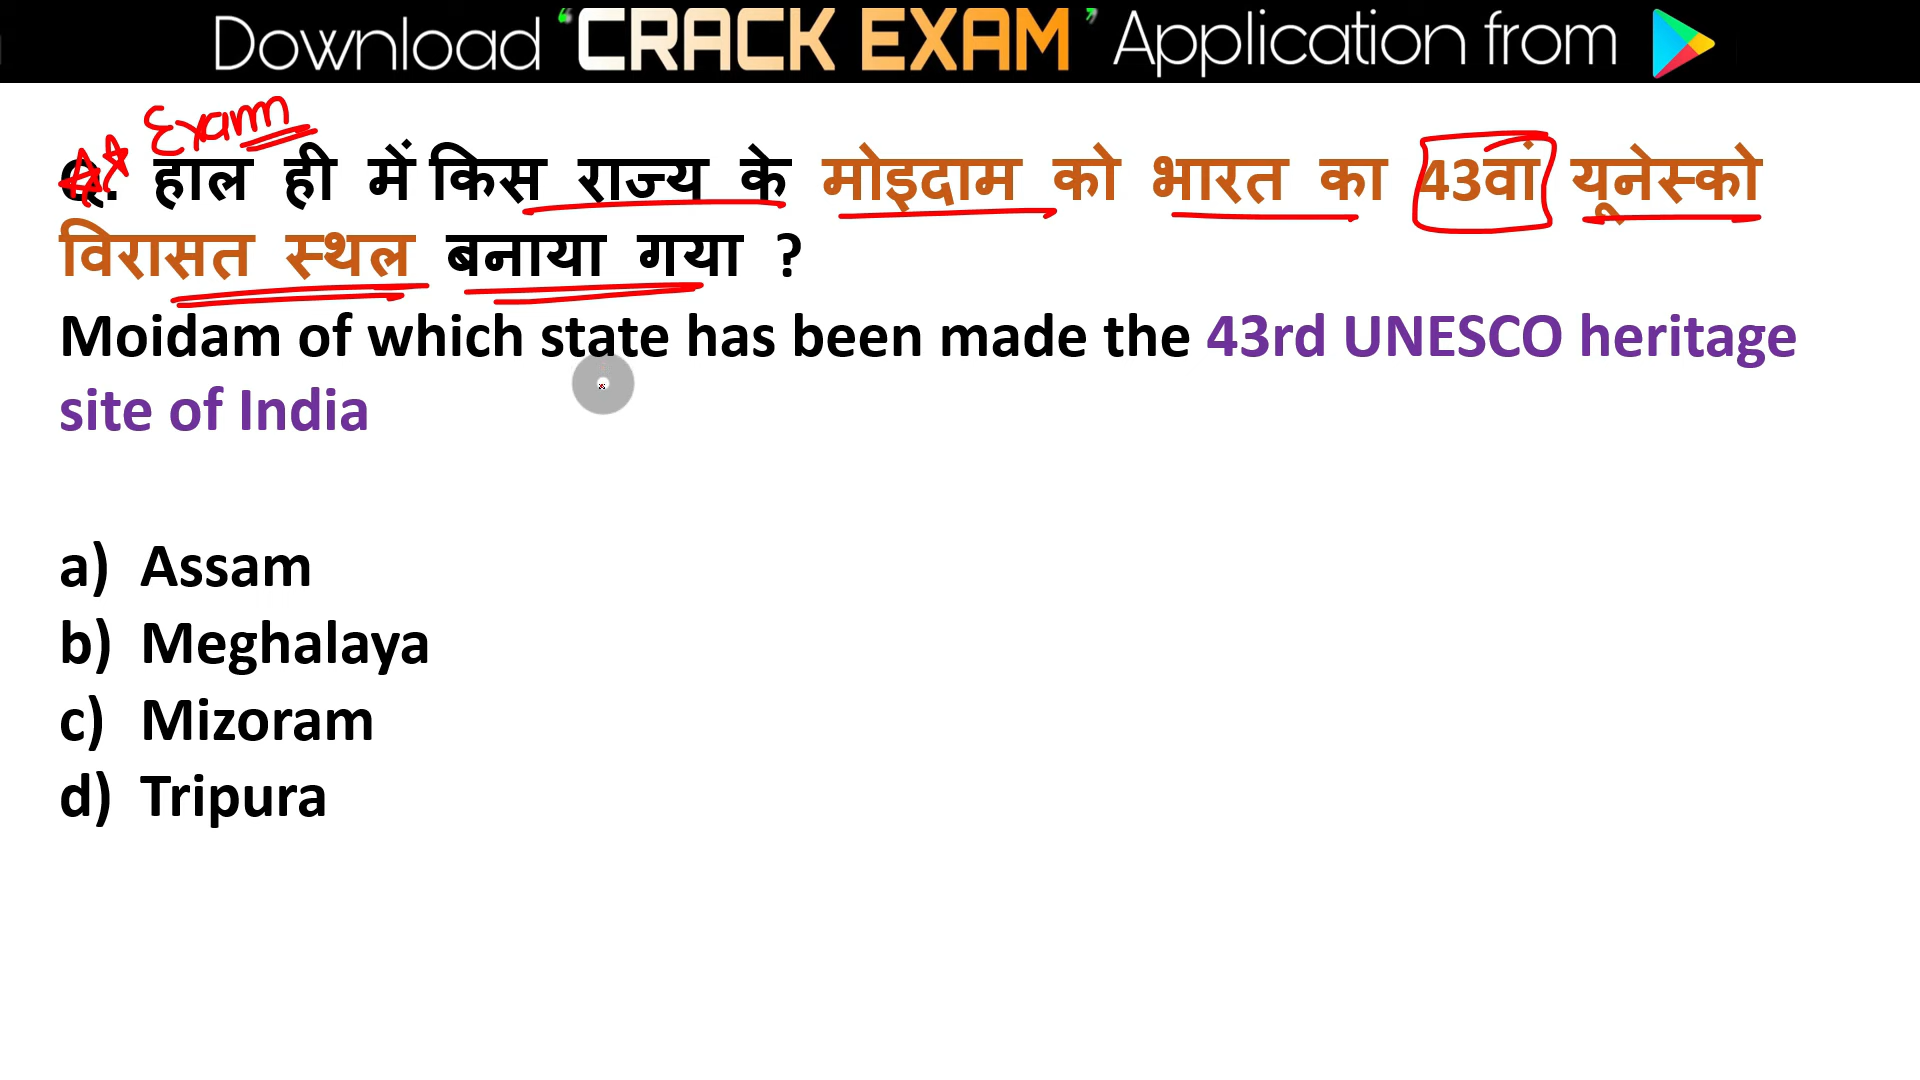 Download ‘CRACK EXAM’ Application from
Exam
Q. हाल ही में किस राज्य के मोइदाम को भारत का 43वां यूनेस्को
विरासत स्थल बनाया गया ?
Moidam of which state has been made the 43rd UNESCO heritage
site of India
a) Assam
b) Meghalaya
c) Mizoram
d) Tripura